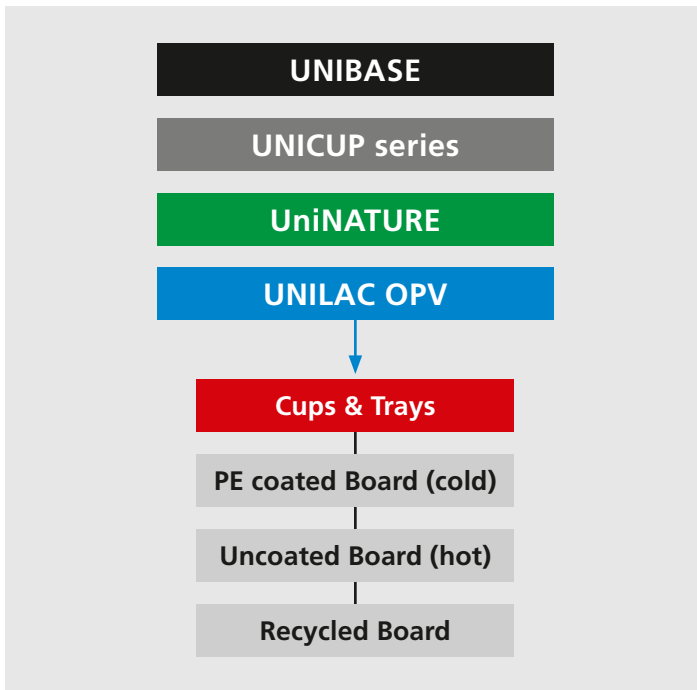 UNIBASE
UNICUP series
UniNATURE
UNILAC OPV
Cups & Trays
PE coated Board (cold)
Uncoated Board (hot)
Recycled Board